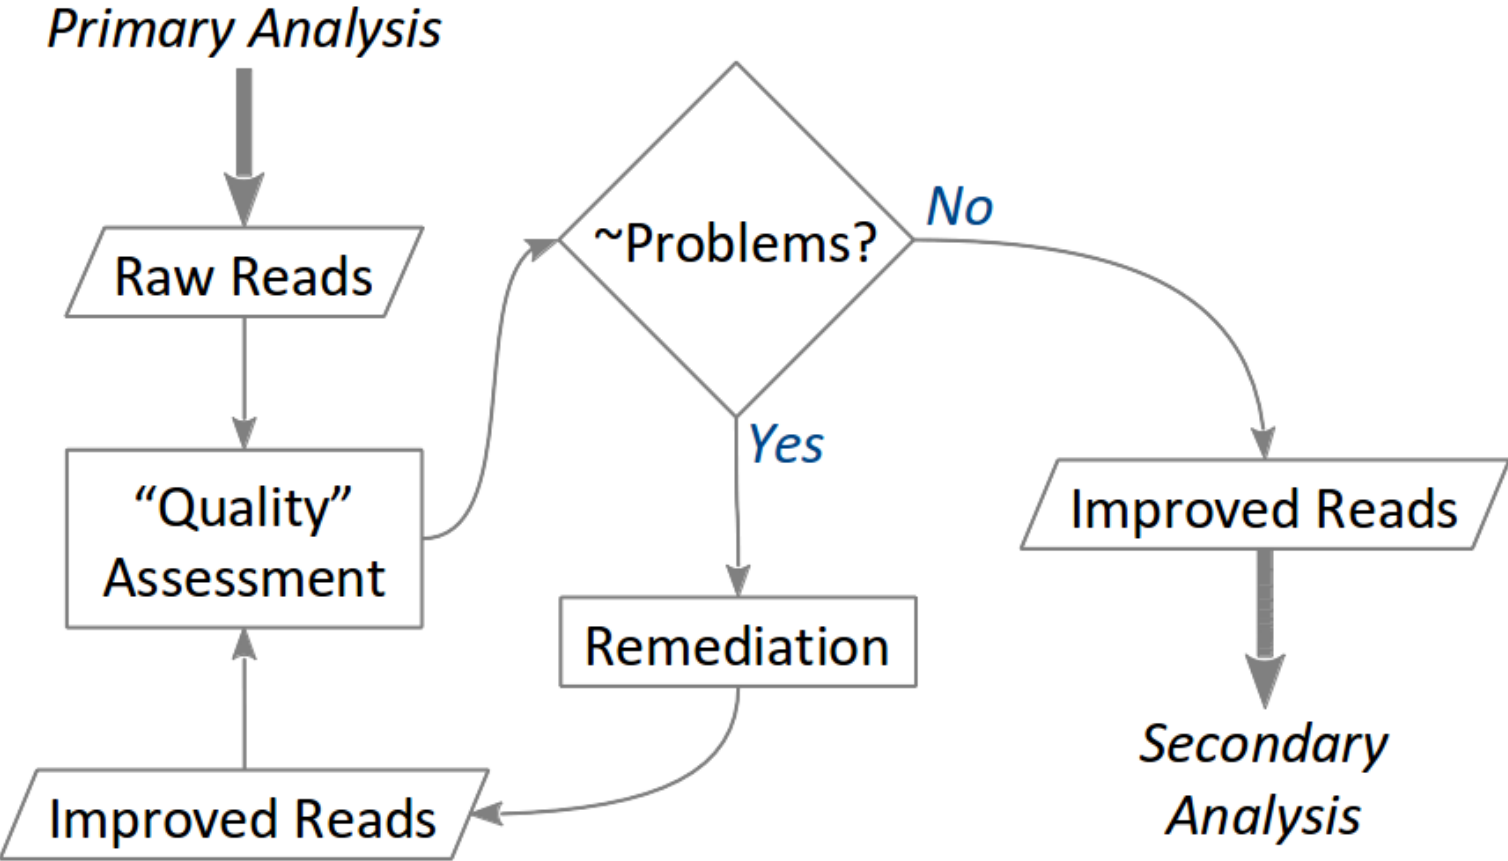 Primary Analysis
Raw Reads
“Quality”
Assessment
~Problems?
No
Yes
Remediation
Improved Reads
Improved Reads
Secondary
Analysis